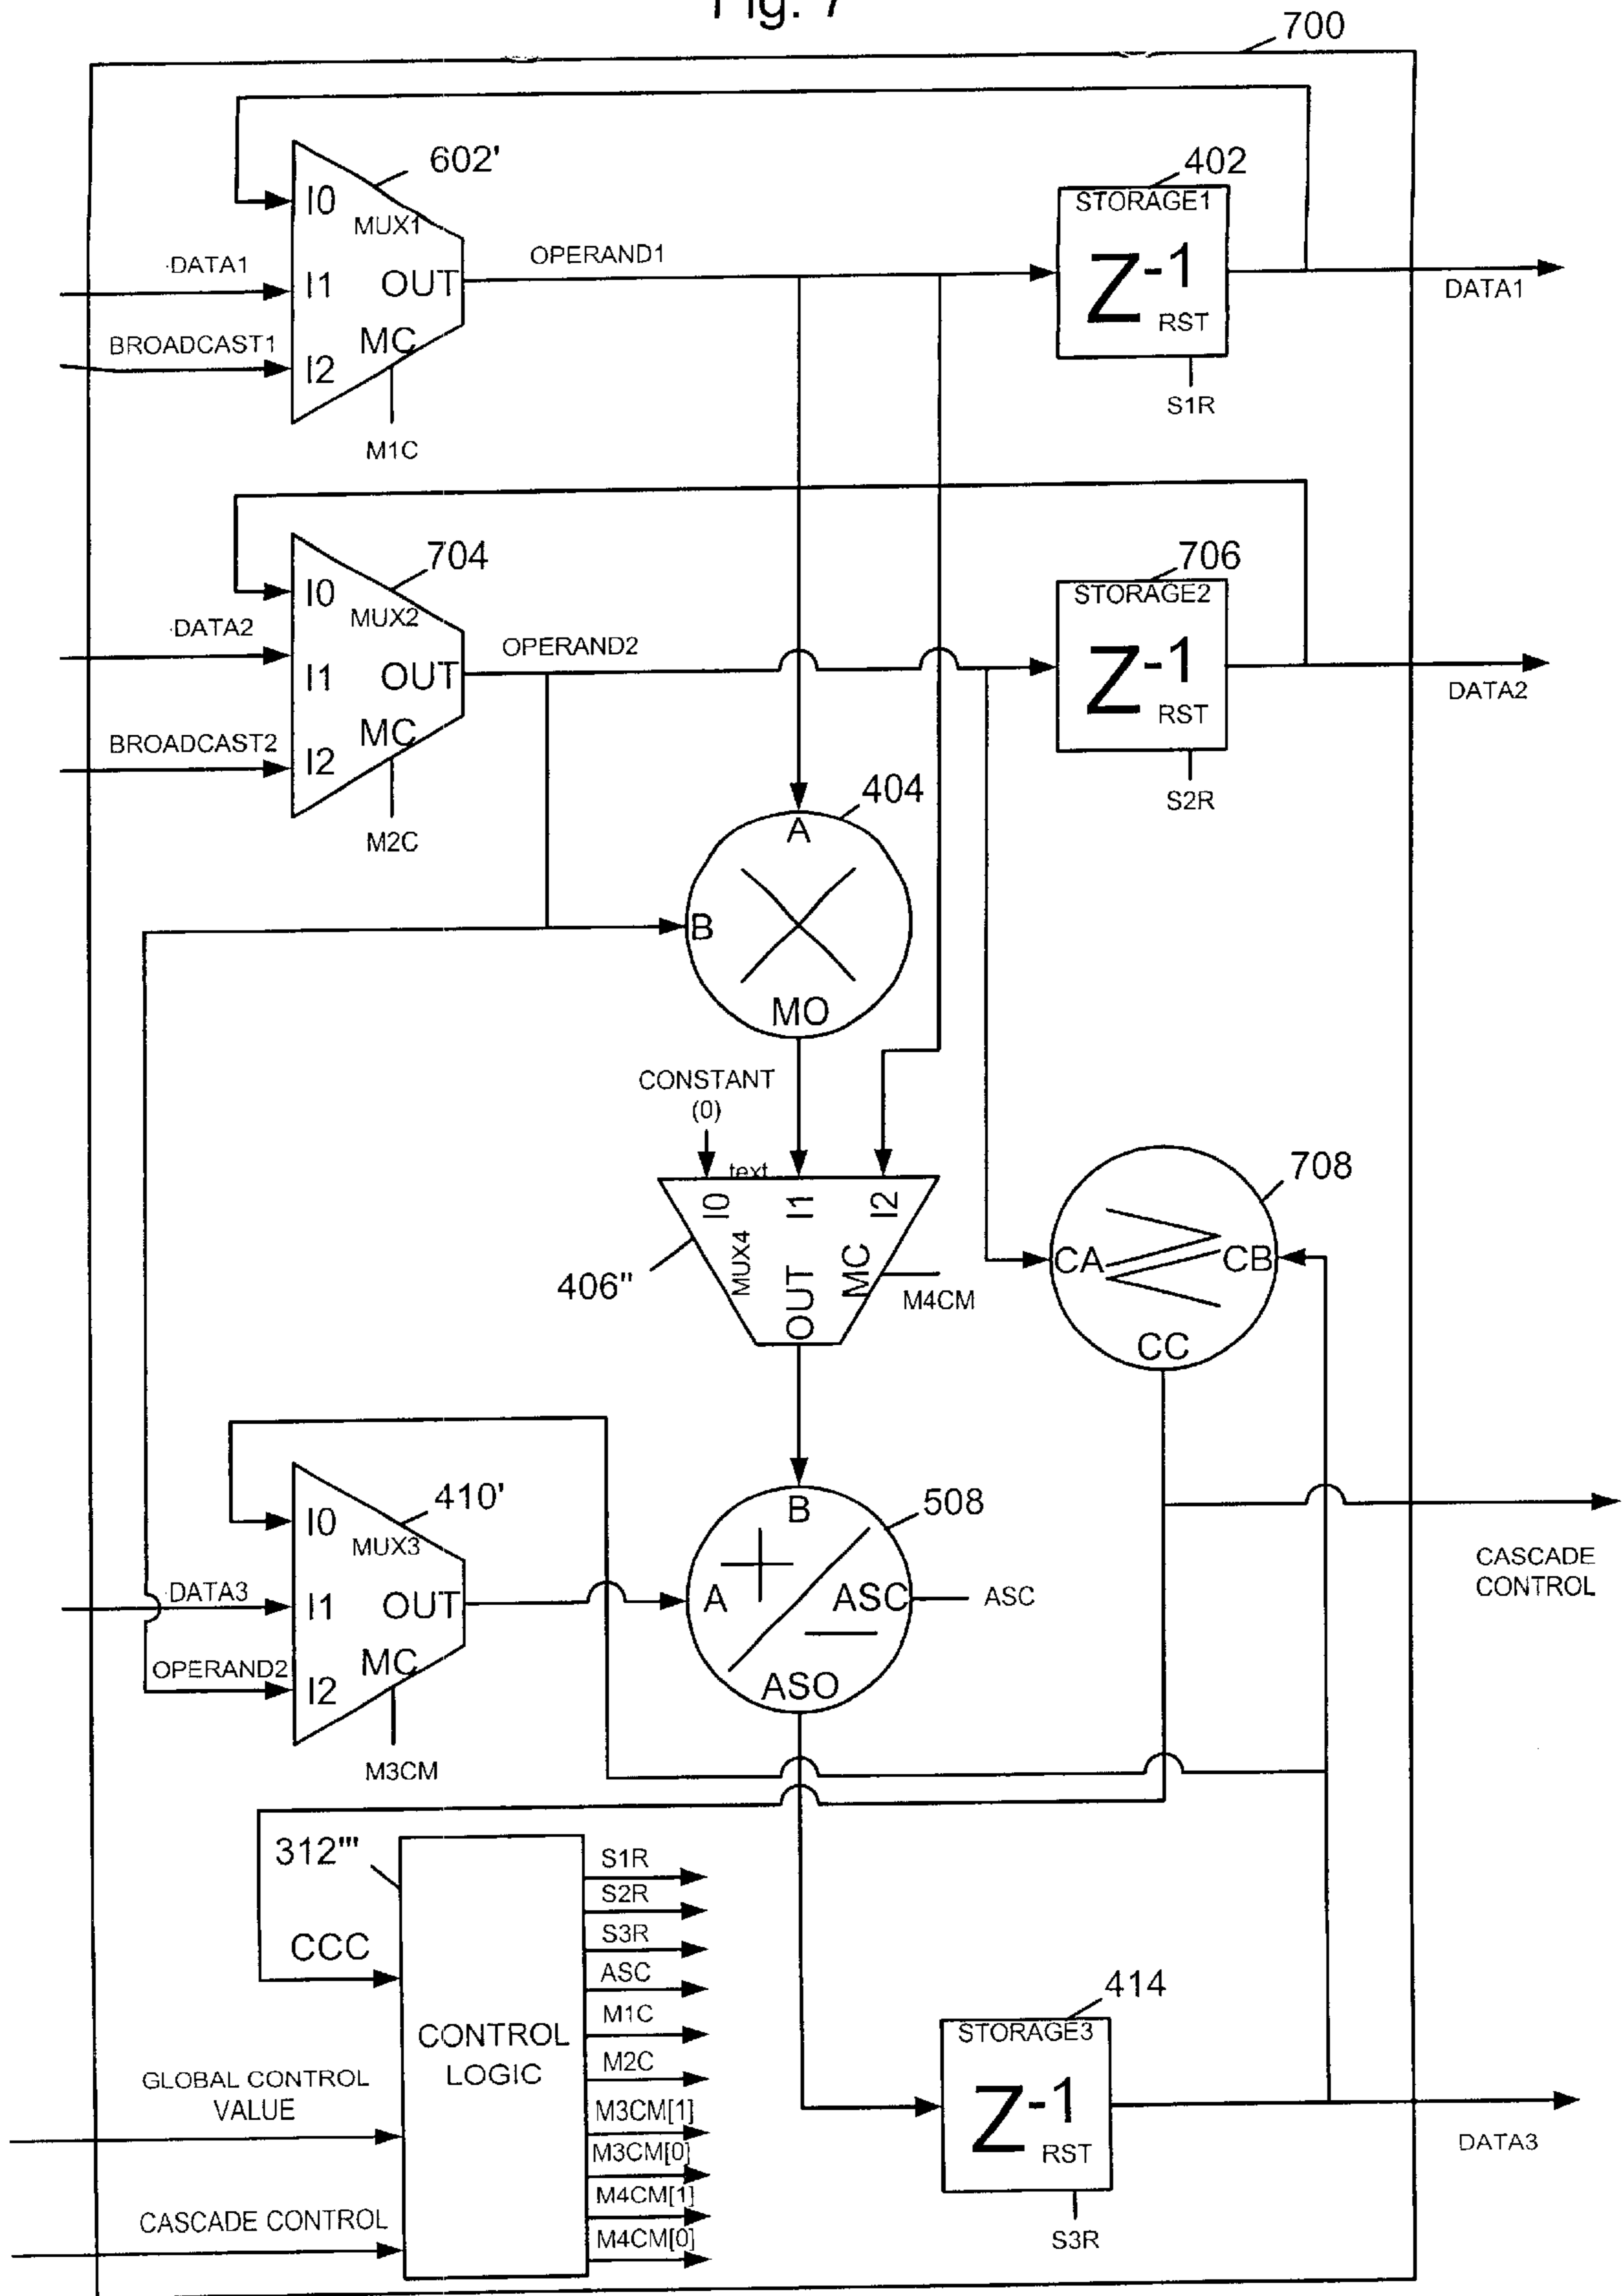 Fig. 7
700
602'
402
I0
MUX1
STORAGE1
DATA1
I1
OUT
OPERAND1
Z-1
RST
DATA1
BROADCAST1
MC
I2
S1R
M1C
704
706
I0
MUX2
STORAGE2
DATA2
I1
OUT
OPERAND2
Z-1
RST
DATA2
BROADCAST2
MC
I2
S2R
M2C
404
A
B
MO
CONSTANT
(0)
text
I0
I1
I2
MUX4
OUT
MC
406"
M4CM
708
CA
CB
CC
410'
I0
MUX3
DATA3
I1
OUT
OPERAND2
MC
I2
M3CM
508
B
+
A
ASC
ASC
ASO
CASCADE
CONTROL
312'''
CCC
CONTROL
LOGIC
S1R
S2R
S3R
ASC
M1C
M2C
M3CM[1]
M3CM[0]
M4CM[1]
M4CM[0]
GLOBAL CONTROL
VALUE
CASCADE CONTROL
414
STORAGE3
Z-1
RST
S3R
DATA3